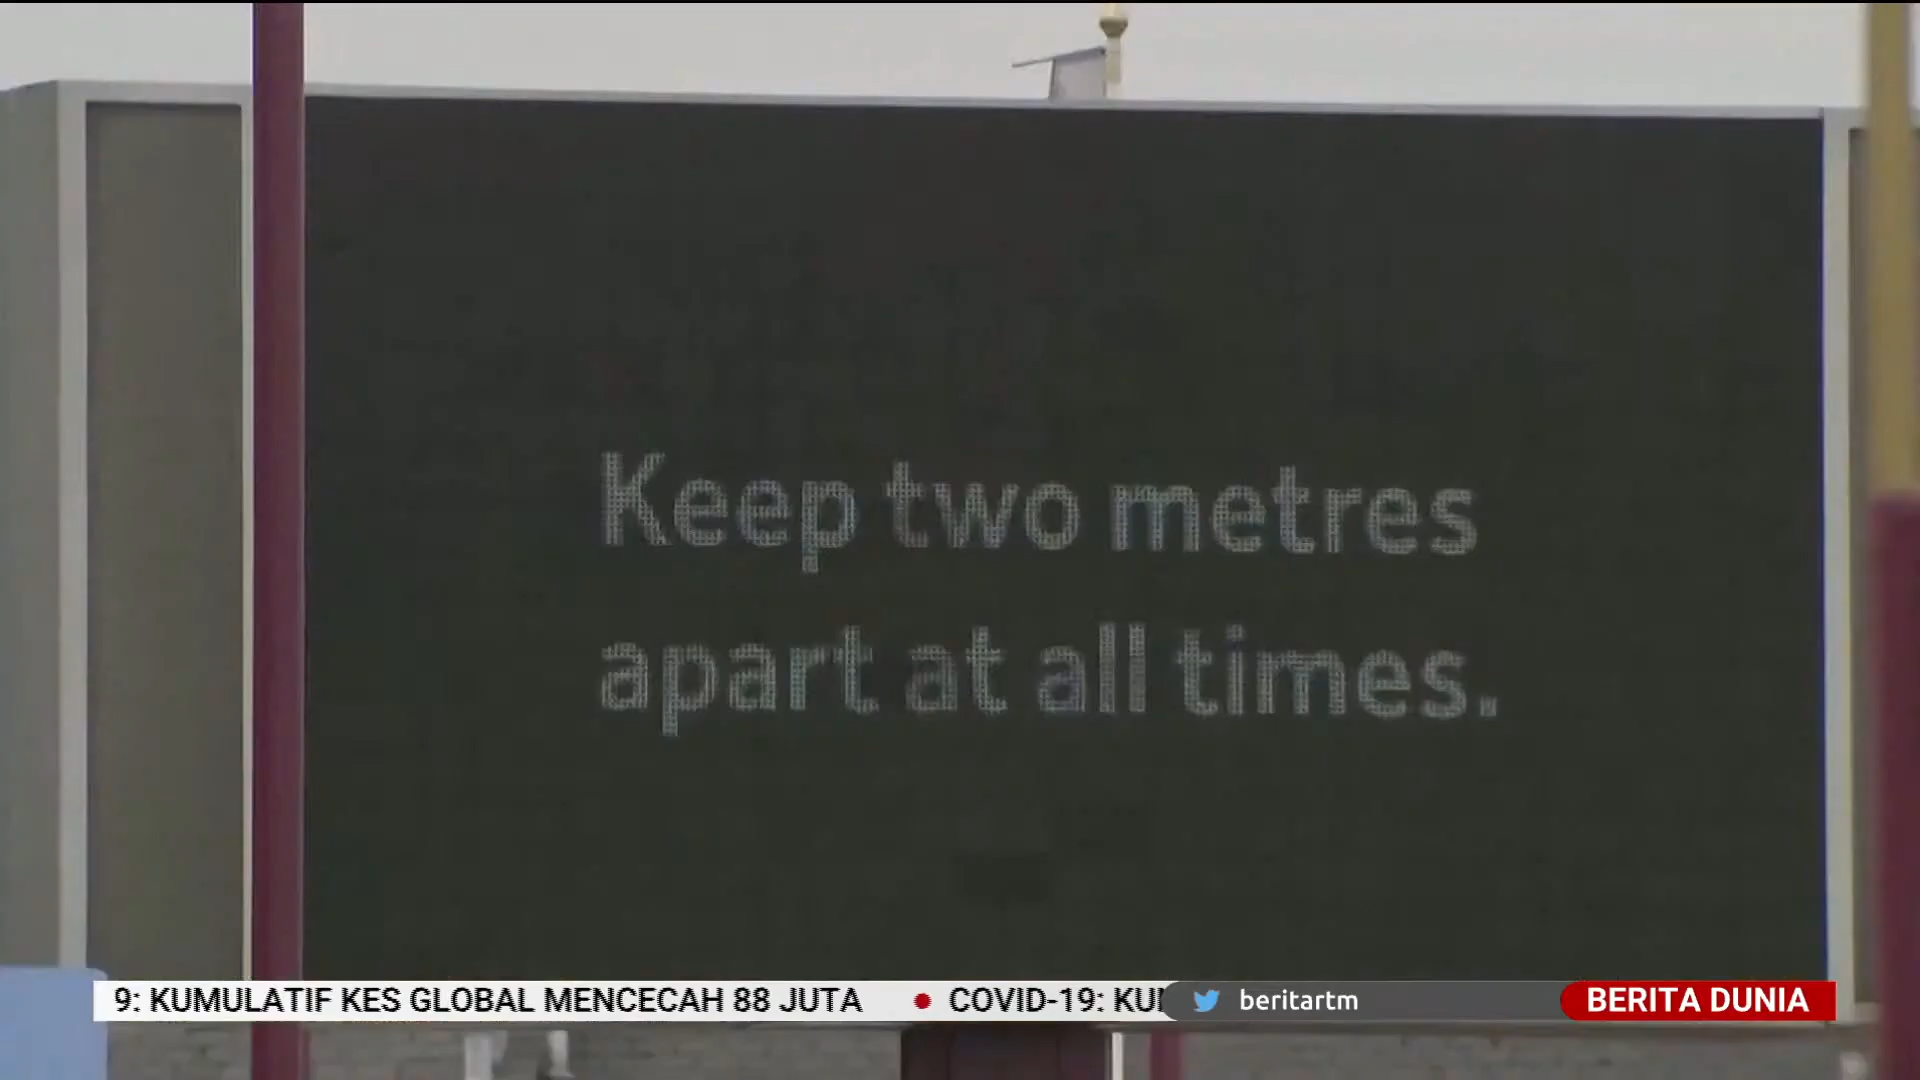 Keep two metres
apart at all times.
9: KUMULATIF KES GLOBAL MENCECAH 88 JUTA
COVID-19:
beritartm
BERITA DUNIA